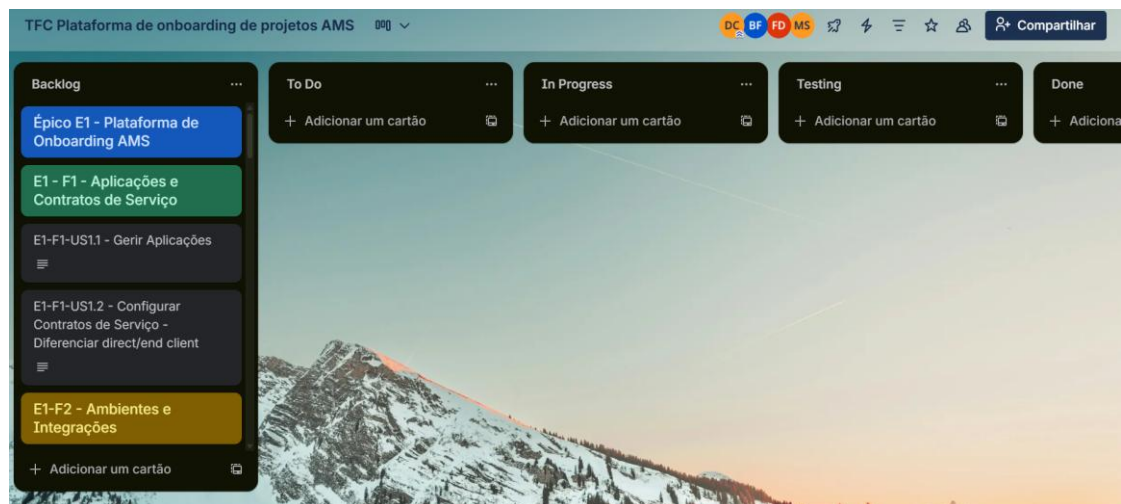 TFC Plataforma de onboarding de projetos AMS
DC BF FD MS
Compartilhar
Backlog
Épico E1 - Plataforma de
Onboarding AMS
E1 - F1 - Aplicações e
Contratos de Serviço
E1-F1-US1.1 - Gerir Aplicações
E1-F1-US1.2 - Configurar
Contratos de Serviço -
Diferenciar direct/end client
E1-F2 - Ambientes e
Integrações
+ Adicionar um cartão
To Do
+ Adicionar um cartão
In Progress
+ Adicionar um cartão
Testing
+ Adicionar um cartão
Done
+ Adiciona